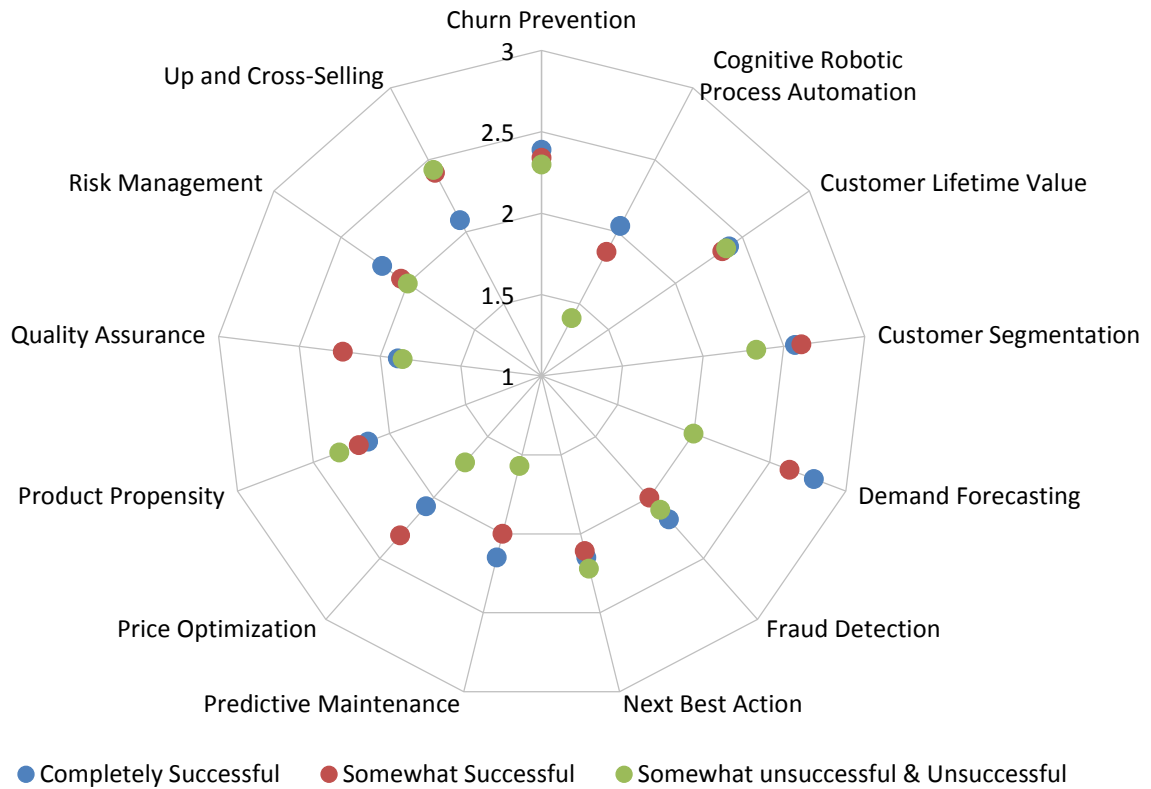 Churn Prevention
3
Cognitive Robotic
Process Automation
Up and Cross-Selling
2.5
Risk Management
Customer Lifetime Value
2
1.5
Quality Assurance
Customer Segmentation
1
Product Propensity
Demand Forecasting
Price Optimization
Fraud Detection
Predictive Maintenance
Next Best Action
Completely Successful
Somewhat Successful
Somewhat unsuccessful & Unsuccessful